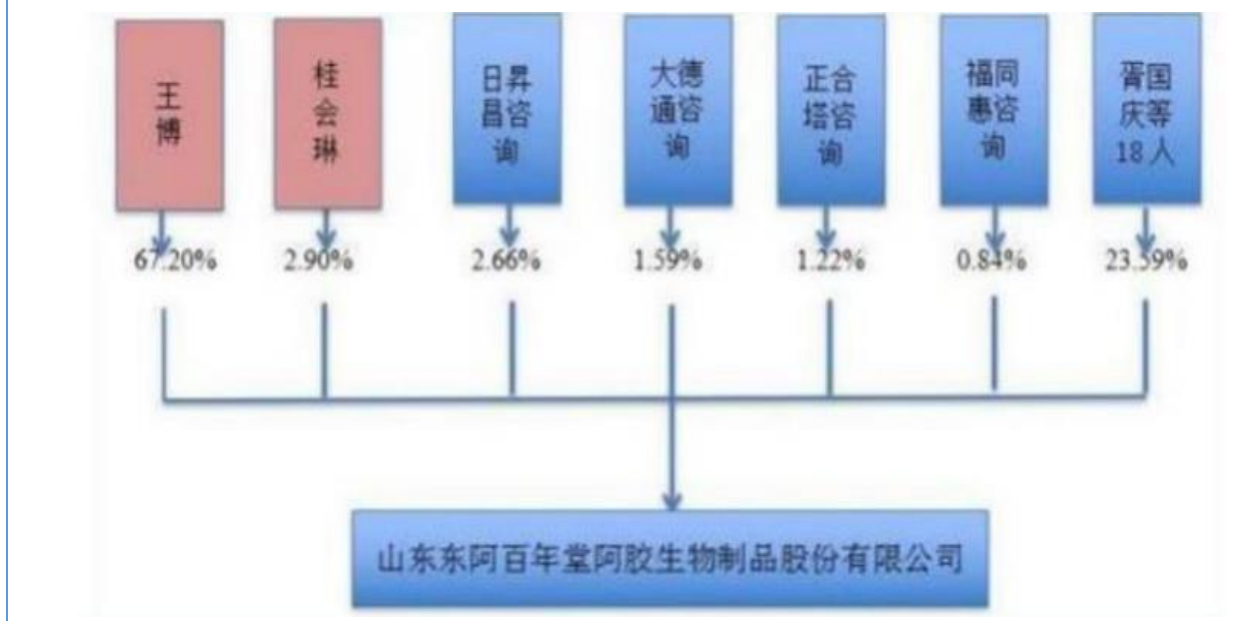 王
博
桂
会
琳
日昇
昌咨
询
大德
通咨
询
正合
塔咨
询
福同
惠咨
询
胥国
庆等
18人
67.20%
2.90%
2.66%
1.59%
1.22%
0.84%
23.59%
山东东阿百年堂阿胶生物制品股份有限公司